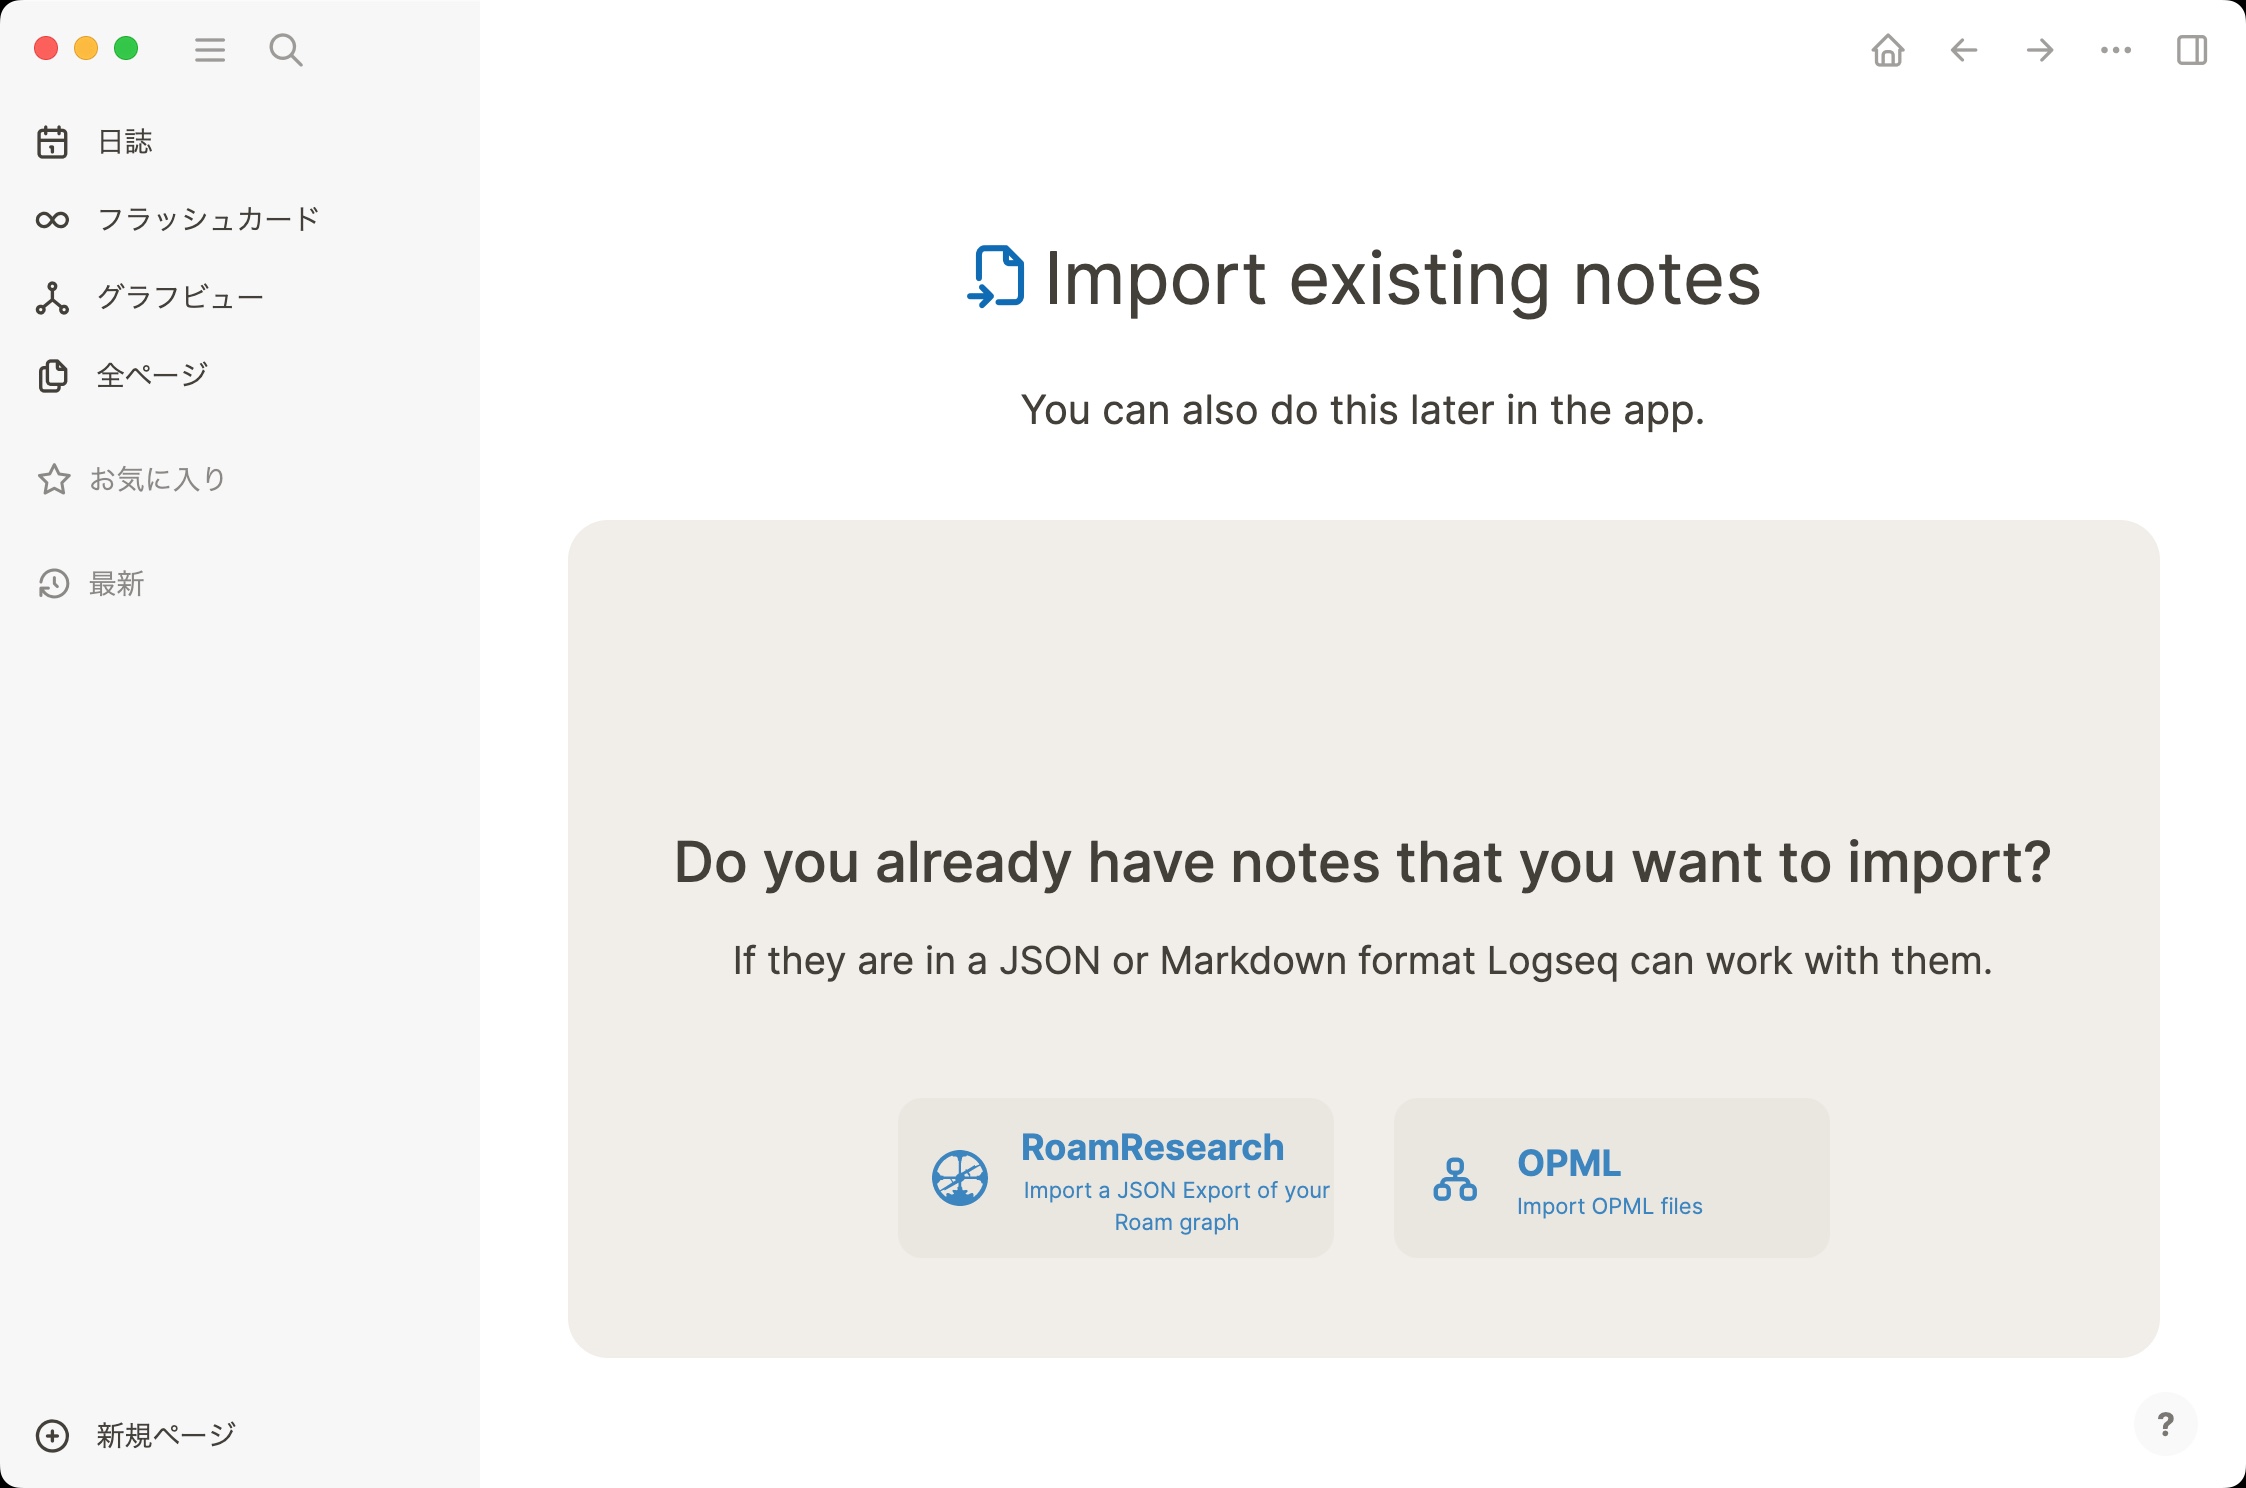 日誌
フラッシュカード
グラフビュー
全ページ
お気に入り
最新
新規ページ
Import existing notes
You can also do this later in the app.
Do you already have notes that you want to import?
If they are in a JSON or Markdown format Logseq can work with them.
RoamResearch
Import a JSON Export of your
Roam graph
OPML
Import OPML files
?